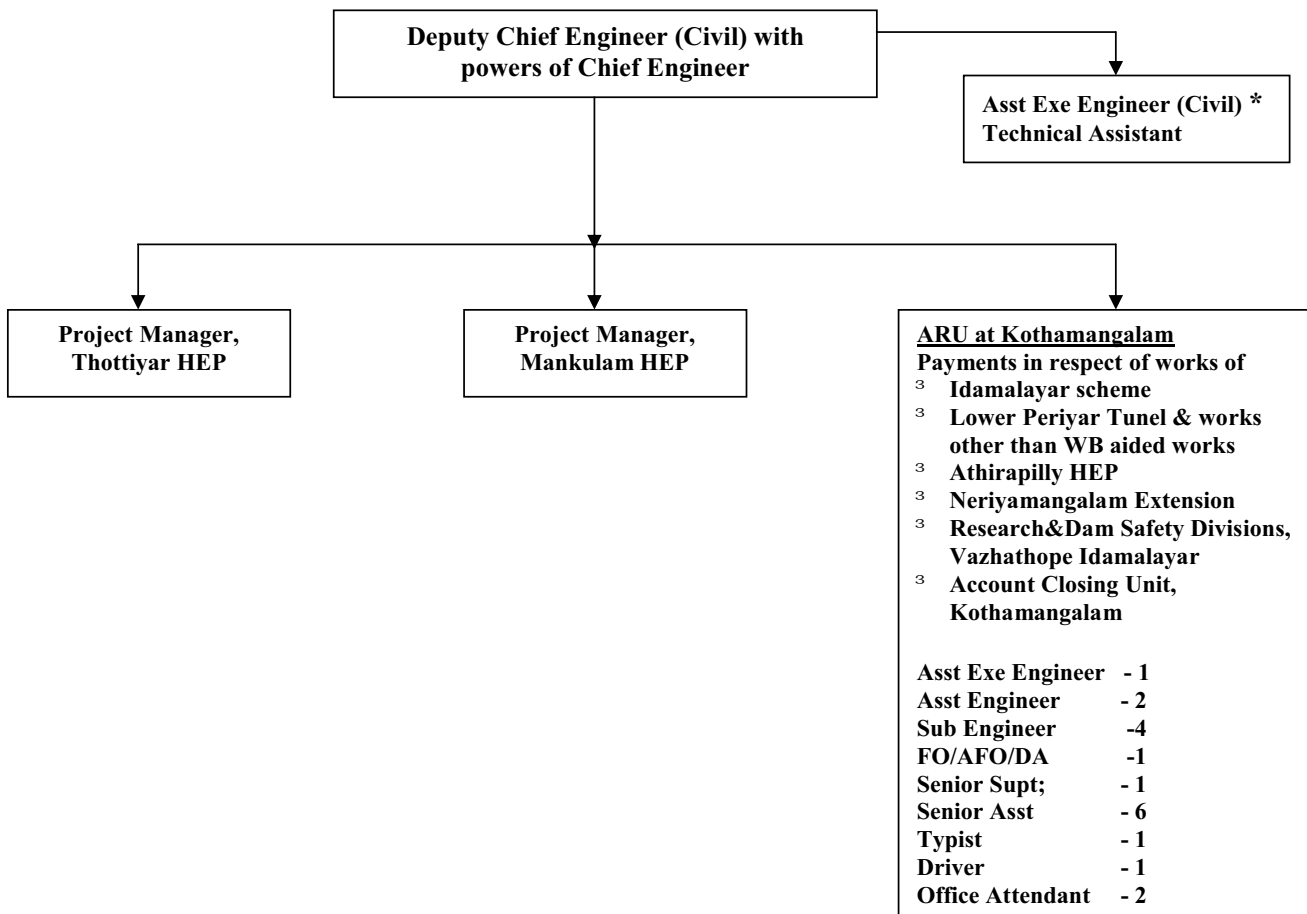 Deputy Chief Engineer (Civil) with
powers of Chief Engineer
Asst Exe Engineer (Civil) *
Technical Assistant
Project Manager,
Thottiyar HEP
Project Manager,
Mankulam HEP
ARU at Kothamangalam
Payments in respect of works of
³ Idamalayar scheme
³ Lower Periyar Tunel & works
other than WB aided works
³ Athirapilly HEP
³ Neriyamangalam Extension
³ Research&Dam Safety Divisions,
Vazhathope Idamalayar
³ Account Closing Unit,
Kothamangalam
Asst Exe Engineer - 1
Asst Engineer - 2
Sub Engineer -4
FO/AFO/DA -1
Senior Supt; - 1
Senior Asst - 6
Typist - 1
Driver - 1
Office Attendant - 2